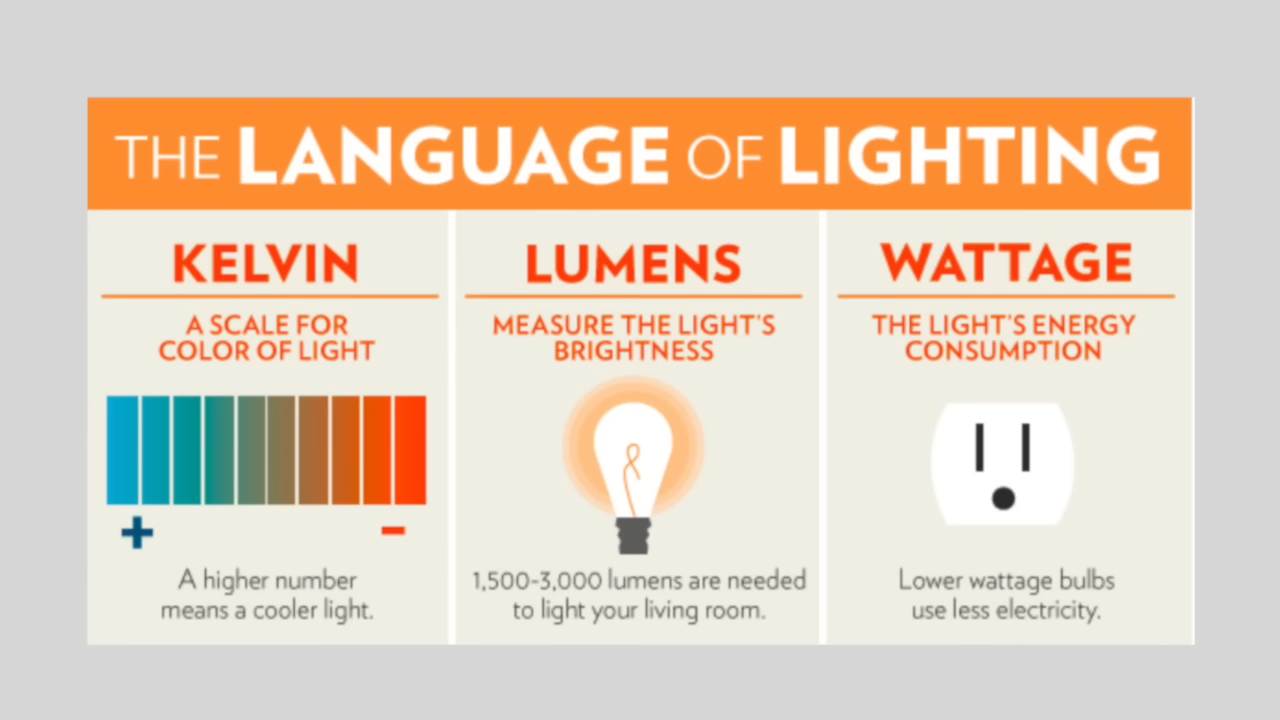 THE LANGUAGE OF LIGHTING
KELVIN
A SCALE FOR
COLOR OF LIGHT
+ -
A higher number
means a cooler light.
LUMENS
MEASURE THE LIGHT'S
BRIGHTNESS
1,500-3,000 lumens are needed
to light your living room.
WATTAGE
THE LIGHT'S ENERGY
CONSUMPTION
Lower wattage bulbs
use less electricity.